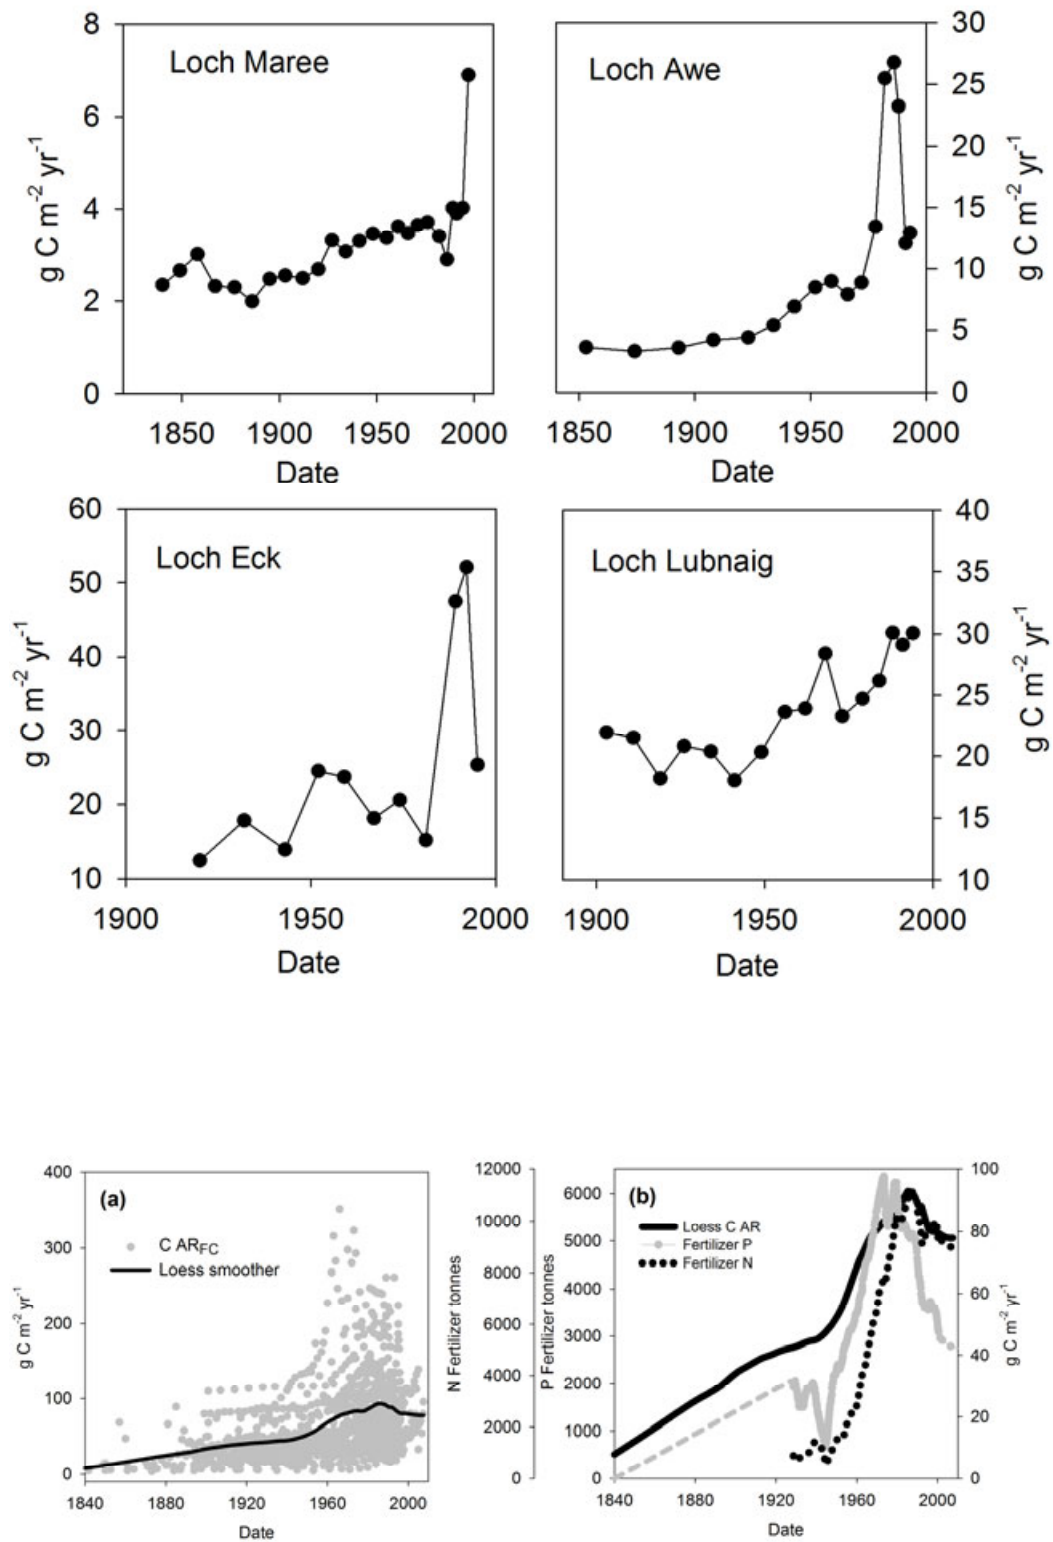 Loch Maree
8
6
4
2
0
g C m-2 yr-1
1850 1900 1950 2000
Date
Loch Awe
30
25
20
15
10
5
0
g C m-2 yr-1
1850 1900 1950 2000
Date
Loch Eck
60
50
40
30
20
10
g C m-2 yr-1
1900 1950 2000
Date
Loch Lubnaig
40
35
30
25
20
15
10
g C m-2 yr-1
1900 1950 2000
Date
(a)
C ARFC
Loess smoother
400
300
200
100
0
g C m-2 yr-1
1840 1880 1920 1960 2000
Date
(b)
Loess C AR
Fertilizer P
Fertilizer N
12000
10000
8000
6000
4000
2000
0
N Fertilizer tonnes
6000
5000
4000
3000
2000
1000
0
P Fertilizer tonnes
100
80
60
40
20
0
g C m-2 yr-1
1840 1880 1920 1960 2000
Date